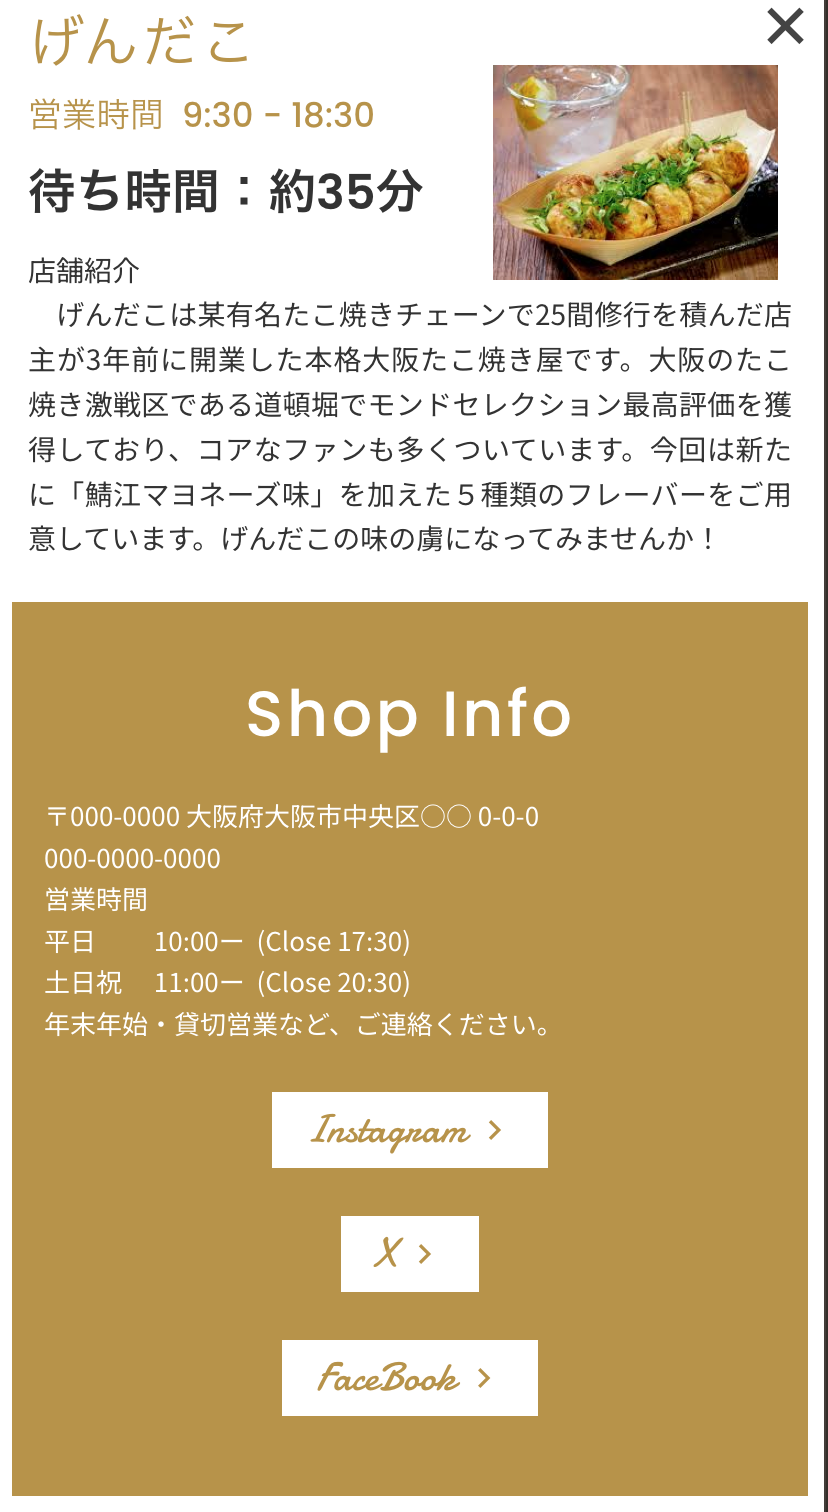 げんだこ
営業時間 9:30 - 18:30
待ち時間：約35分
店舗紹介
　げんだこは某有名たこ焼きチェーンで25間修行を積んだ店
主が3年前に開業した本格大阪たこ焼き屋です。大阪のたこ
焼き激戦区である道頓堀でモンドセレクション最高評価を獲
得しており、コアなファンも多くついています。今回は新た
に「鯖江マヨネーズ味」を加えた５種類のフレーバーをご用
意しています。げんだこの味の虜になってみませんか！
Shop Info
〒000-0000 大阪府大阪市中央区〇〇 0-0-0
000-0000-0000
営業時間
平日　　10:00ー (Close 17:30)
土日祝　11:00ー (Close 20:30)
年末年始・貸切営業など、ご連絡ください。
Instagram
X
FaceBook